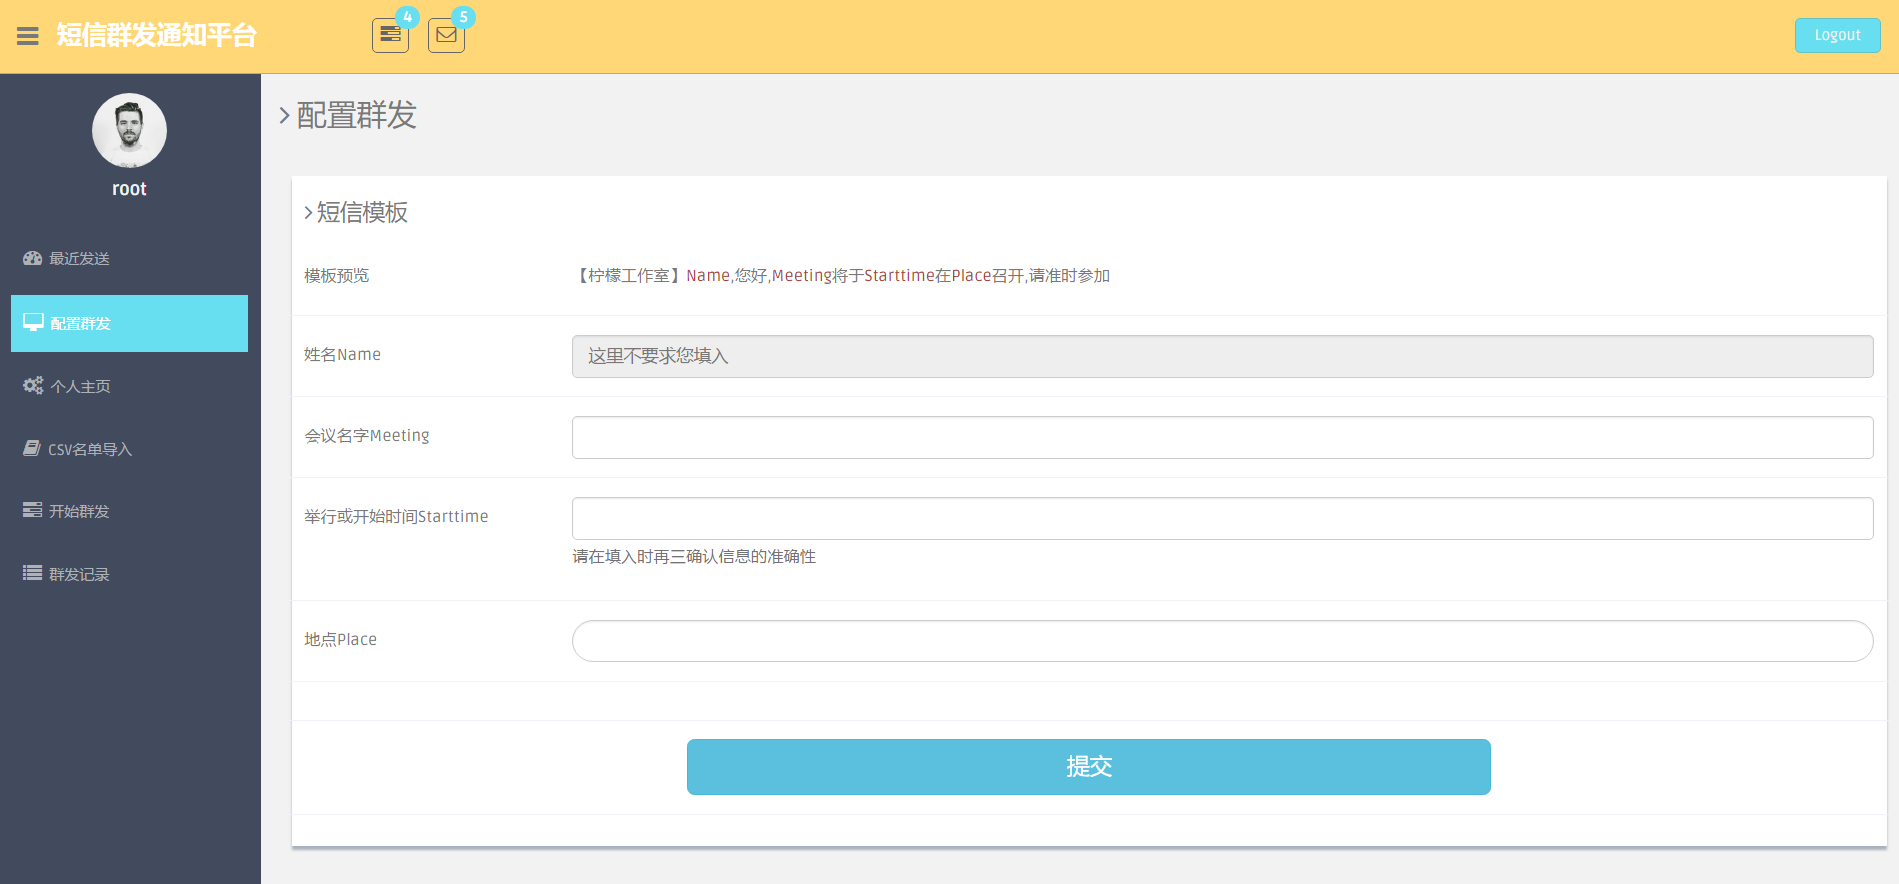 短信群发通知平台
4
5
Logout
root
最近发送
配置群发
个人主页
CSV名单导入
开始群发
群发记录
配置群发
短信模板
模板预览
【柠檬工作室】Name,您好,Meeting将于Starttime在Place召开,请准时参加
姓名Name
这里不要求您填入
会议名字Meeting
举行或开始时间Starttime
请在填入时再三确认信息的准确性
地点Place
提交